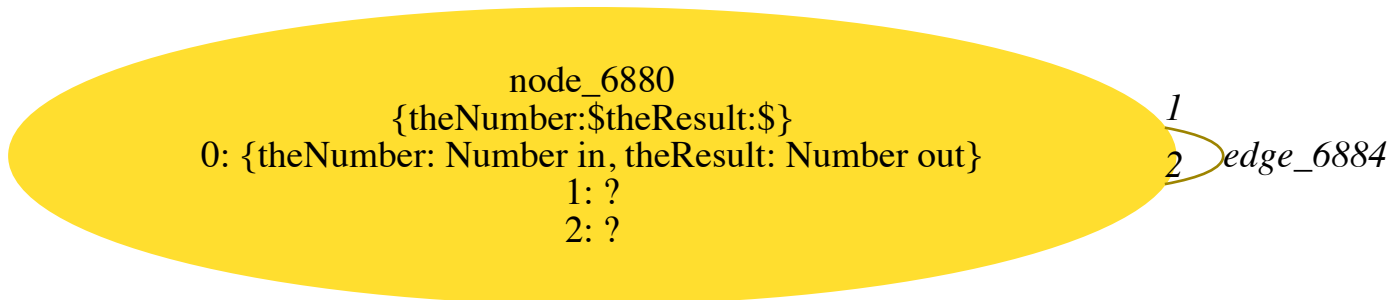 node_6880
{theNumber:$theResult:$}
0: {theNumber: Number in, theResult: Number out}
1: ?
2: ?
1
2
edge_6884